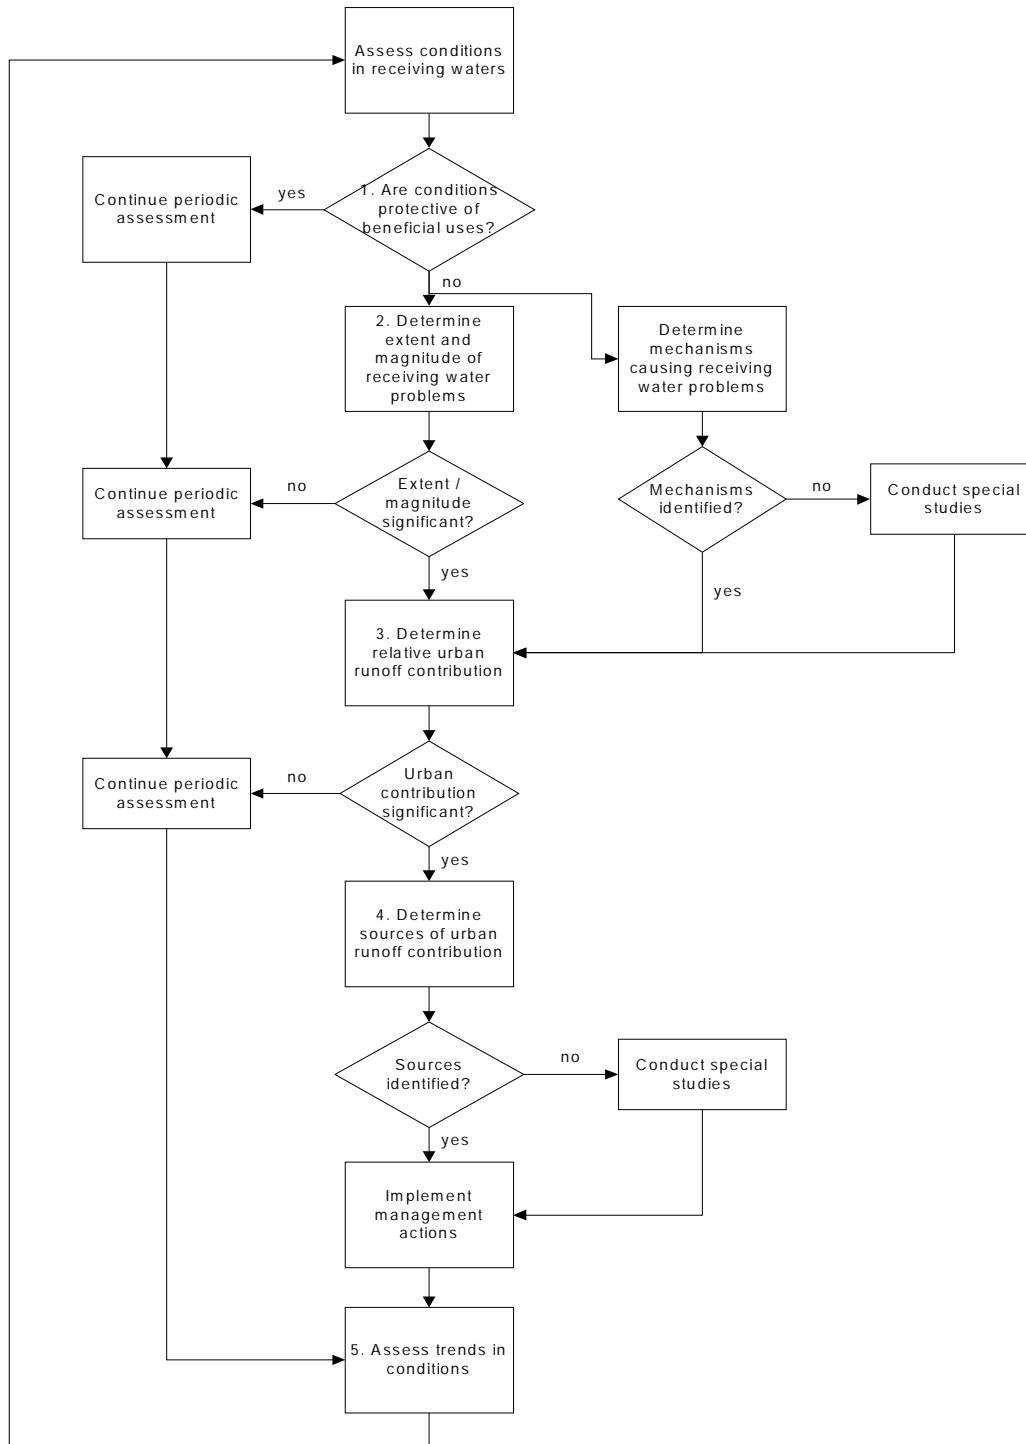 Assess conditions
in receiving waters
Continue periodic
assessment
yes
1. Are conditions
protective of
beneficial uses?
no
2. Determine
extent and
magnitude of
receiving water
problems
Determine
mechanisms
causing receiving
water problems
Continue periodic
assessment
no
Extent /
magnitude
significant?
Mechanisms
identified?
no
Conduct special
studies
yes
yes
3. Determine
relative urban
runoff contribution
Continue periodic
assessment
no
Urban
contribution
significant?
yes
4. Determine
sources of urban
runoff contribution
Sources
identified?
no
Conduct special
studies
yes
Implement
management
actions
5. Assess trends in
conditions